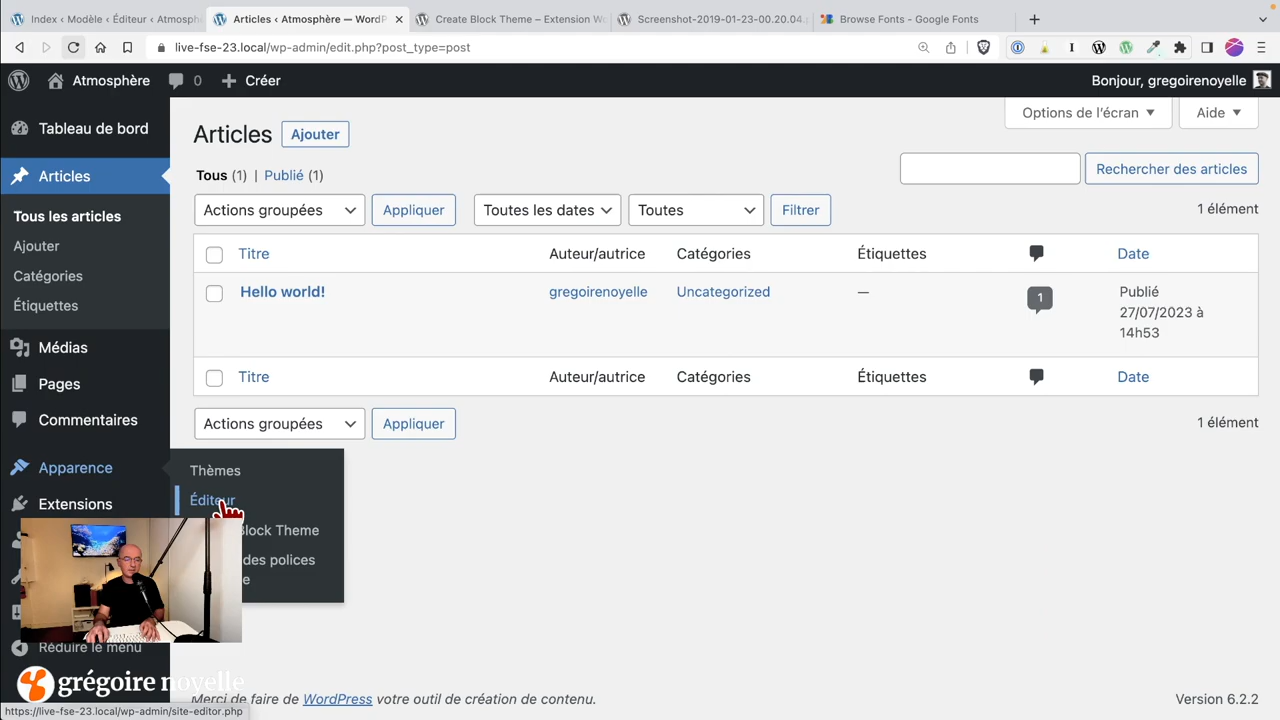 Index ‹ Modèle ‹ Éditeur ‹ Atmosph
Articles ‹ Atmosphère — WordP
Create Block Theme – Extension W
Screenshot-2019-01-23-00.20.04.
Browse Fonts - Google Fonts
live-fse-23.local/wp-admin/edit.php?post_type=post
Atmosphère
0
Créer
Bonjour, gregoirenoyelle
Tableau de bord
Articles
Tous les articles
Ajouter
Catégories
Étiquettes
Médias
Pages
Commentaires
Apparence
Extensions
Réduire le menu
Thèmes
Éditeur
Block Theme
des polices
e
Options de l'écran
Aide
Articles
Ajouter
Tous (1) | Publié (1)
Rechercher des articles
Actions groupées
Appliquer
Toutes les dates
Toutes
Filtrer
1 élément
Titre
Auteur/autrice
Catégories
Étiquettes
Date
Hello world!
gregoirenoyelle
Uncategorized
—
1
Publié
27/07/2023 à
14h53
Titre
Auteur/autrice
Catégories
Étiquettes
Date
Actions groupées
Appliquer
1 élément
grégoire noyelle
Merci de faire de WordPress votre outil de création de contenu.
Version 6.2.2
https://live-fse-23.local/wp-admin/site-editor.php